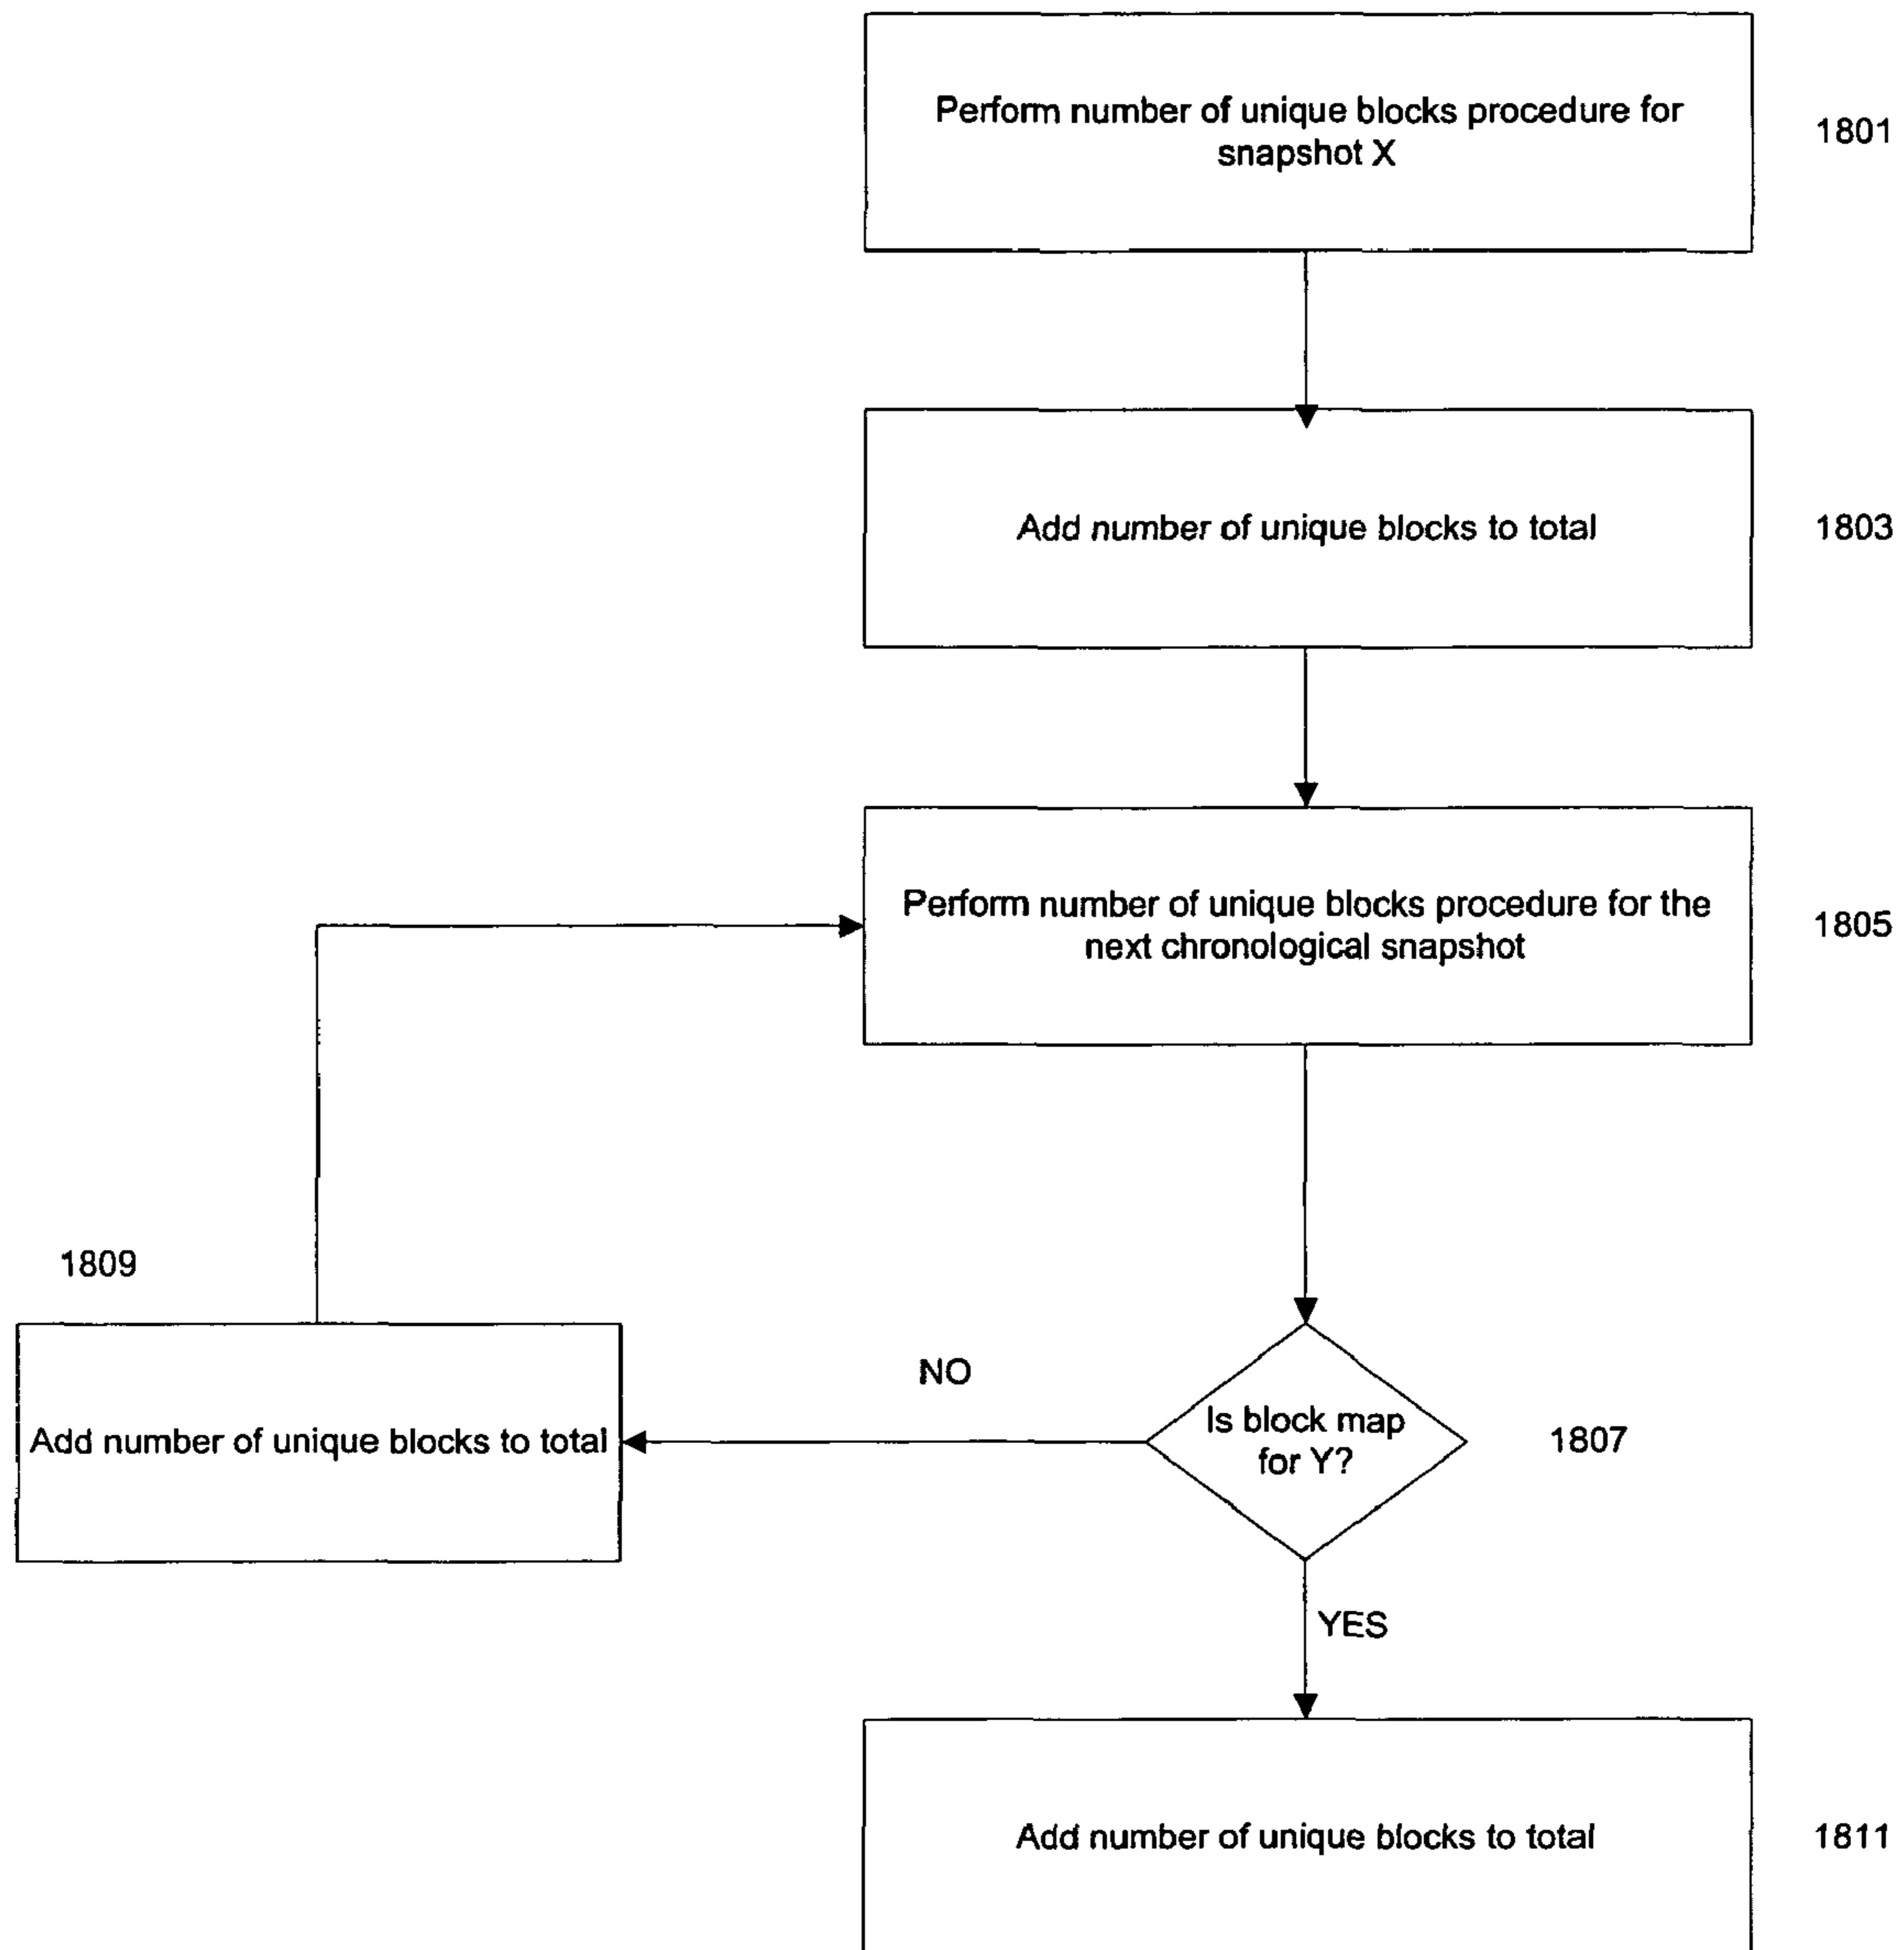 Perform number of unique blocks procedure for
snapshot X
1801
Add number of unique blocks to total
1803
Perform number of unique blocks procedure for the
next chronological snapshot
1805
1809
NO
Add number of unique blocks to total
Is block map
for Y?
1807
YES
Add number of unique blocks to total
1811